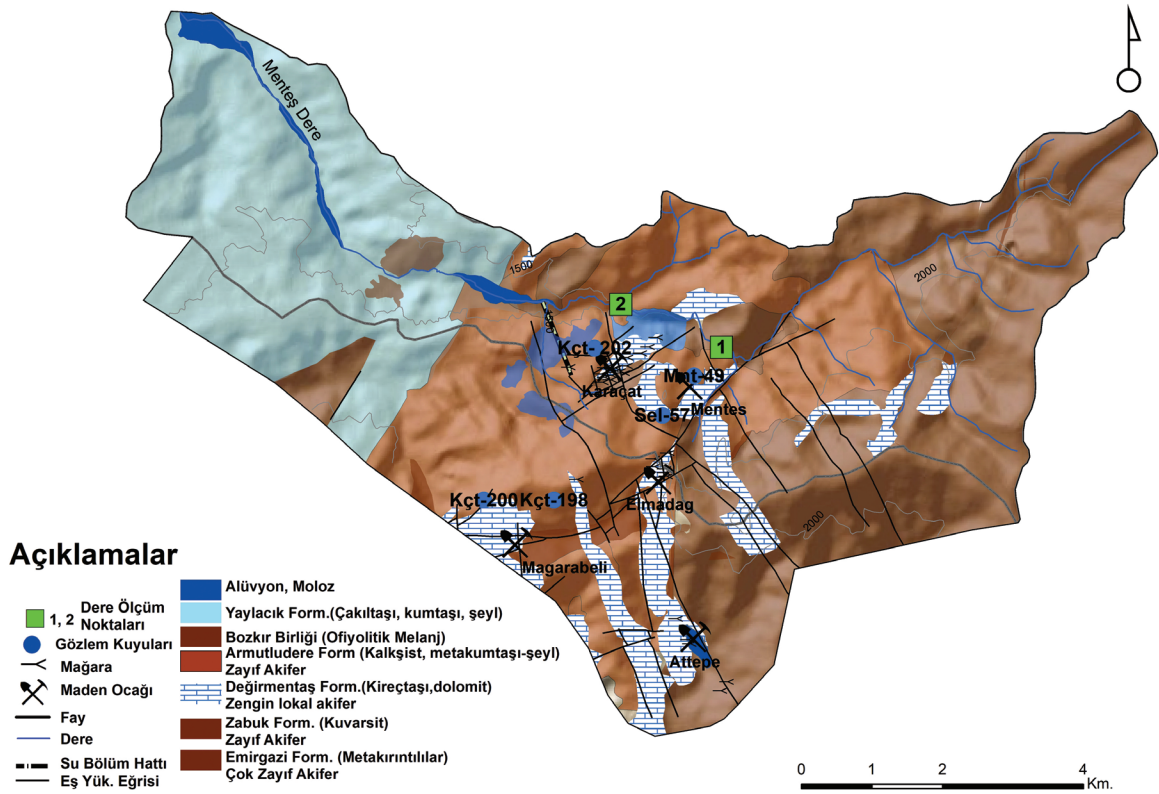 Menteş Dere
1500
2000
2
1
1500
Kçt- 202
Karaçat
Mnt-49
Mentes
Sel-57
Kçt-200
Kçt-198
Elmadag
2000
Magarabeli
Attepe
Açıklamalar
1, 2 Dere Ölçüm
Noktaları
Gözlem Kuyuları
Mağara
Maden Ocağı
Fay
Dere
Su Bölüm Hattı
Eş Yük. Eğrisi
Alüvyon, Moloz
Yaylacık Form.(Çakıltaşı, kumtaşı, şeyl)
Bozkır Birliği (Ofiyolitik Melanj)
Armutludere Form (Kalkşist, metakumtaşı-şeyl)
Zayıf Akifer
Değirmentaş Form.(Kireçtaşı,dolomit)
Zengin lokal akifer
Zabuk Form. (Kuvarsit)
Zayıf Akifer
Emirgazi Form. (Metakırıntılılar)
Çok Zayıf Akifer
0 1 2 4
Km.